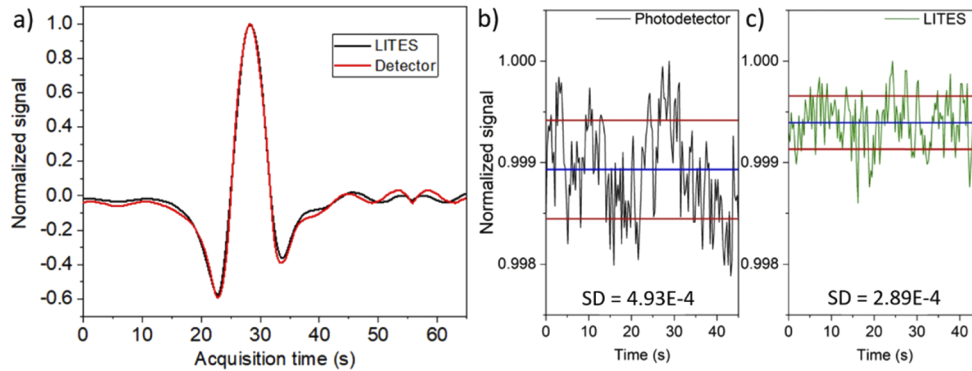 a)
Normalized signal
1.0
0.8
0.6
0.4
0.2
0.0
-0.2
-0.4
-0.6
LITES
Detector
0 10 20 30 40 50 60
Acquisition time (s)
b)
Photodetector
Normalized signal
1.000
0.999
0.998
SD = 4.93E-4
0 10 20 30 40
Time (s)
c)
LITES
1.000
0.9999
0.998
SD = 2.89E-4
0 10 20 30 40
Time (s)